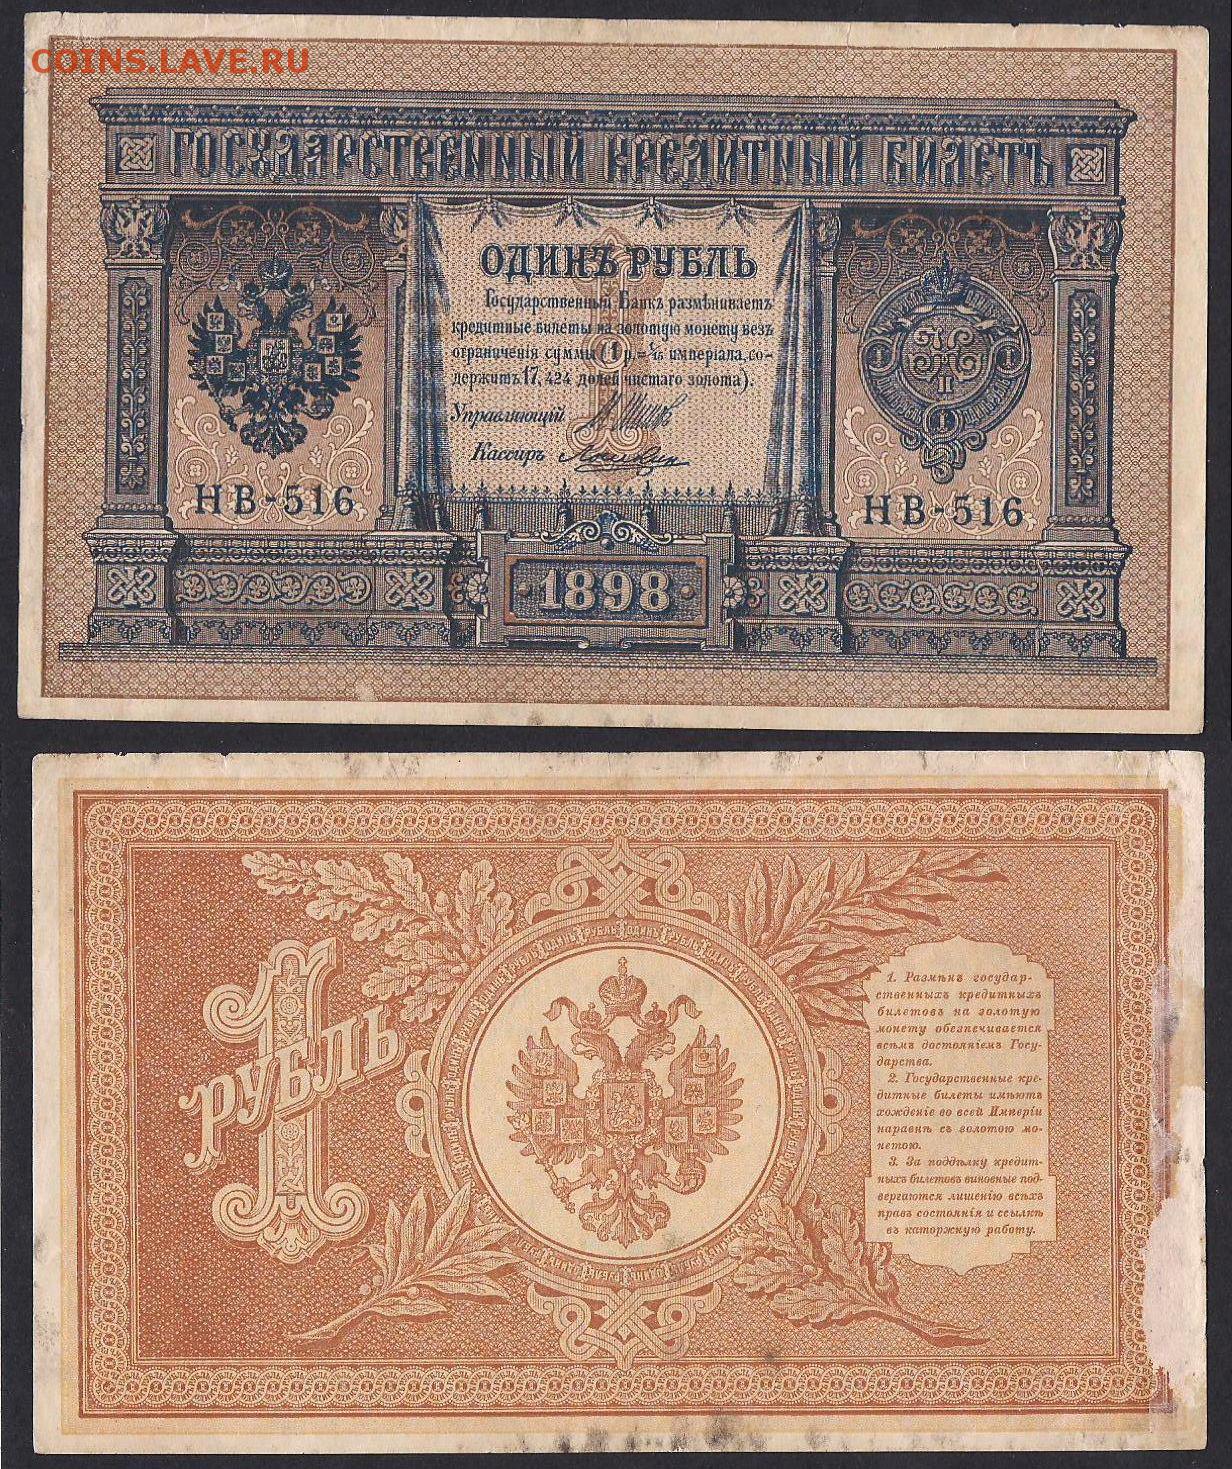 COINS.LAVE.RU
ГОСУДАРСТВЕННЫЙ КРЕДИТНЫЙ БИЛЕТЪ
ОДИНЪ РУБЛЬ
Государственный Банкъ размѣниваетъ
кредитные билеты на золотую монету безъ
ограниченія суммы (1 р.= 1/15 имперіала, со-
держитъ 17,424 долей чистаго золота).
Управляющій
Кассиръ
НВ-516
НВ-516
1898
1
РУБЛЬ
1. Размѣнъ государ-
ственныхъ кредитныхъ
билетовъ на золотую
монету обезпечивается
всѣмъ достояніемъ Госу-
дарства.
2. Государственные кре-
дитные билеты имѣютъ
хожденіе во всей Имперіи
наравнѣ съ золотою мо-
нетою.
3. За поддѣлку кредит-
ныхъ билетовъ виновные под-
вергаются лишенію всѣхъ
правъ состоянія и ссылкѣ
въ каторжную работу.